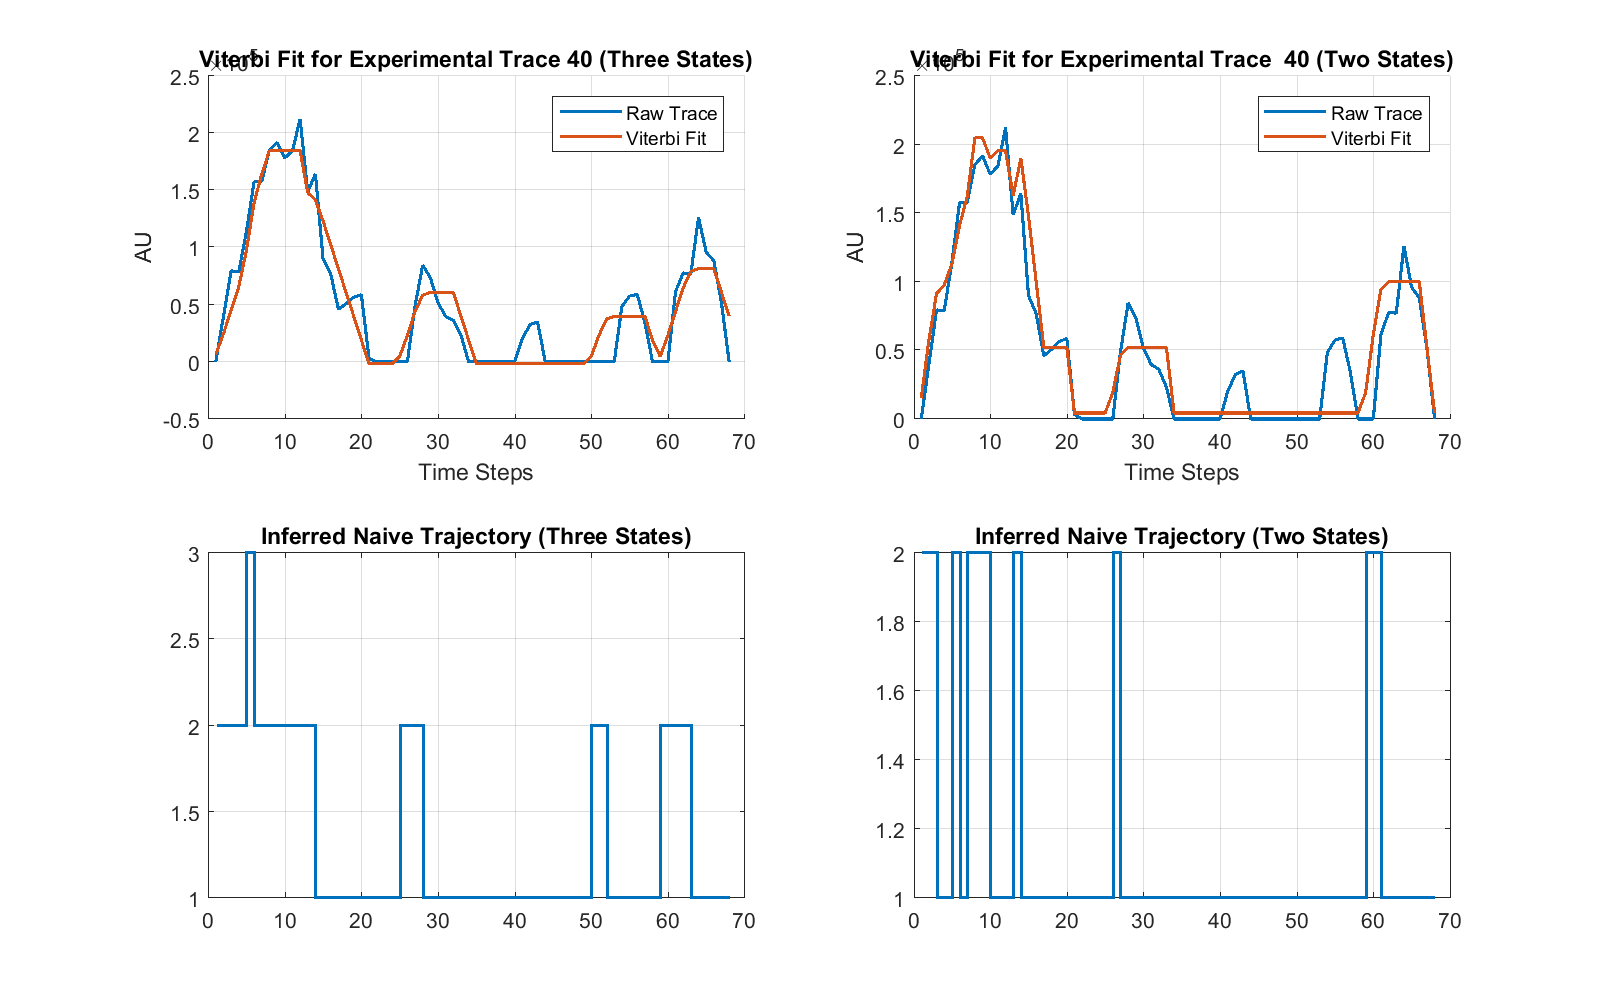 Viterbi Fit for Experimental Trace 40 (Three States)
×10^5
2.5
2
1.5
1
0.5
0
-0.5
AU
Raw Trace
Viterbi Fit
0 10 20 30 40 50 60 70
Time Steps
Viterbi Fit for Experimental Trace 40 (Two States)
×10^5
2.5
2
1.5
1
0.5
0
AU
Raw Trace
Viterbi Fit
0 10 20 30 40 50 60 70
Time Steps
Inferred Naive Trajectory (Three States)
3
2.5
2
1.5
1
0 10 20 30 40 50 60 70
Inferred Naive Trajectory (Two States)
2
1.8
1.6
1.4
1.2
1
0 10 20 30 40 50 60 70